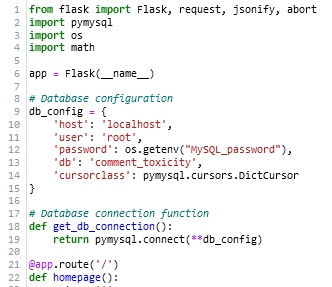 1 from flask import Flask, request, jsonify, abort
2 import pymysql
3 import os
4 import math
5
6 app = Flask(__name__)
7
8 # Database configuration
9 db_config = {
10     'host': 'localhost',
11     'user': 'root',
12     'password': os.getenv("MySQL_password"),
13     'db': 'comment_toxicity',
14     'cursorclass': pymysql.cursors.DictCursor
15 }
16
17 # Database connection function
18 def get_db_connection():
19     return pymysql.connect(**db_config)
20
21 @app.route('/')
22 def homepage():